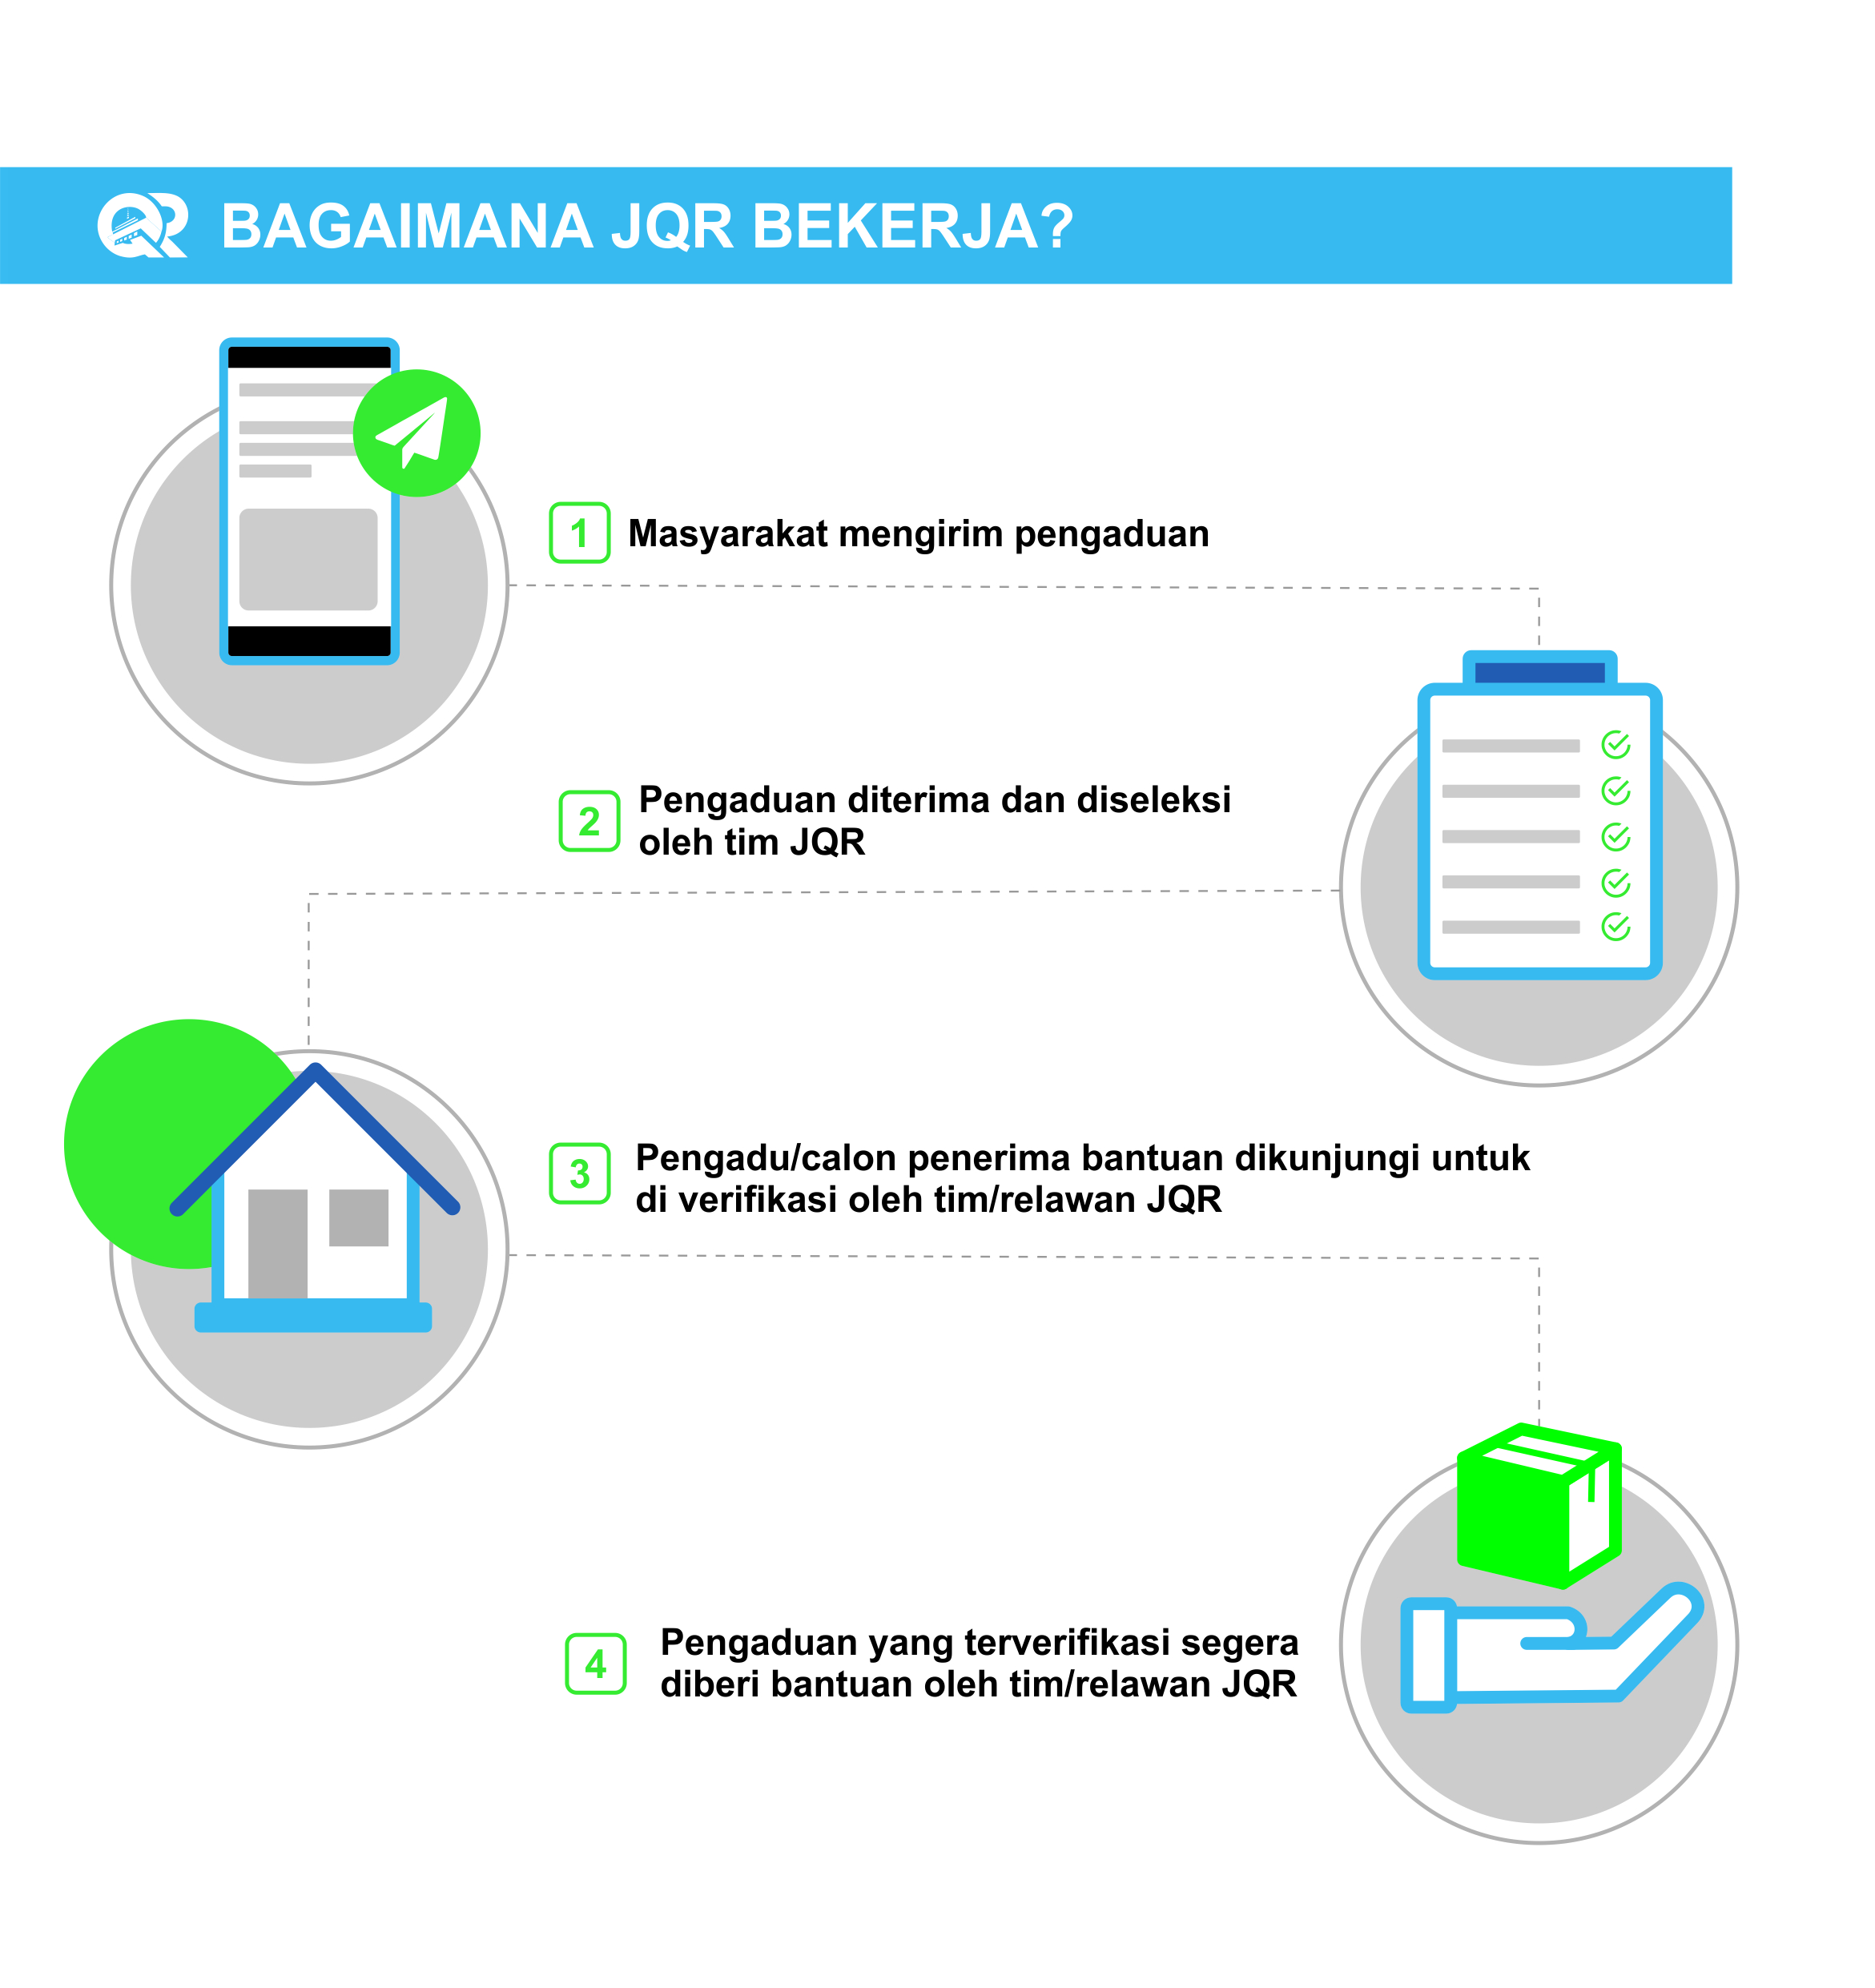 QR BAGAIMANA JQR BEKERJA?
1 Masyarakat mengirim pengaduan
2 Pengaduan diterima dan diseleksi
oleh tim JQR
3 Pengadu/calon penerima bantuan dikunjungi untuk
di verifikasi oleh tim/relawan JQR
4 Pengaduan yang terverifikasi segera
diberi bantuan oleh tim/relawan JQR